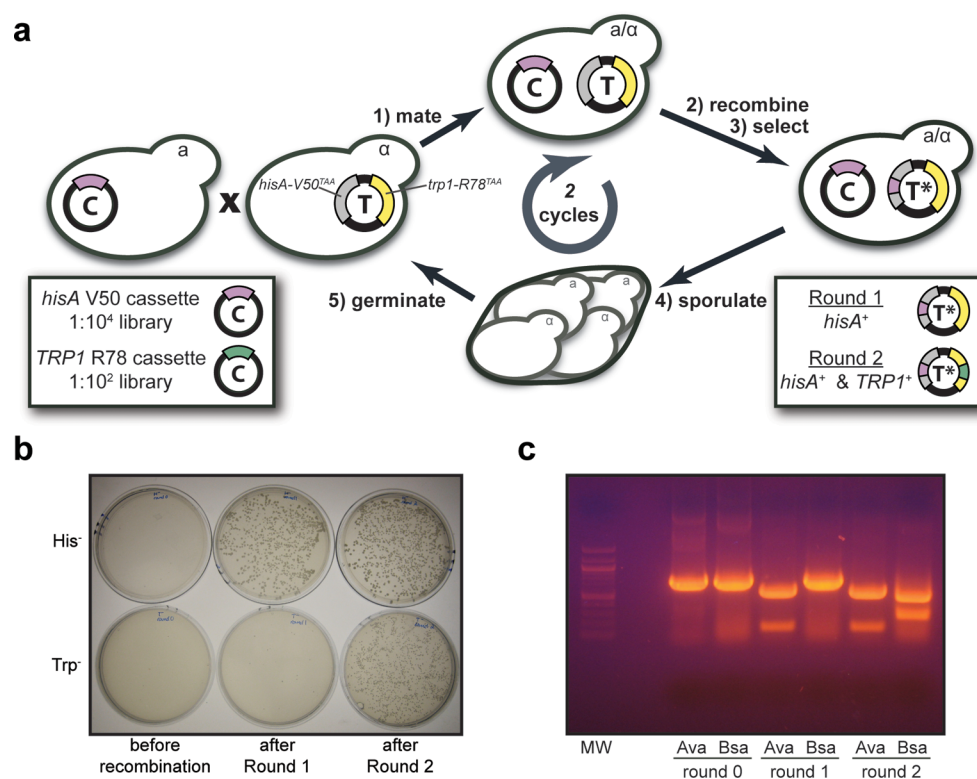 a
a/α
C
T
1) mate
2) recombine
3) select
a
α
a/α
hisA-V50ᵀᴬᴬ
trp1-R78ᵀᴬᴬ
C
x
T
2
cycles
C
T*
5) germinate
4) sporulate
a
a
α
α
hisA V50 cassette
1:10⁴ library
C
TRP1 R78 cassette
1:10² library
C
Round 1
hisA⁺
T*
Round 2
hisA⁺ & TRP1⁺
T*
b
c
His⁻
Trp⁻
before
recombination
after
Round 1
after
Round 2
MW
Ava Bsa Ava Bsa Ava Bsa
round 0 round 1 round 2